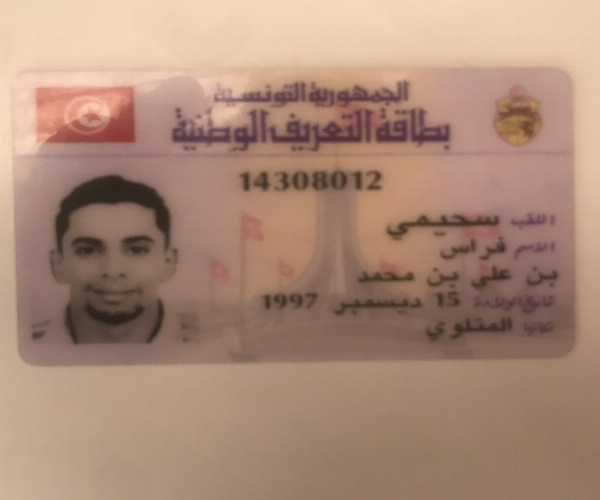 الجمهورية التونسية
بطاقة التعريف الوطنية
14308012
اللقب سحيمي
الاسم فراس
بن علي بن محمد
تاريخ الولادة 15 ديسمبر 1997
مكانها المتلوي